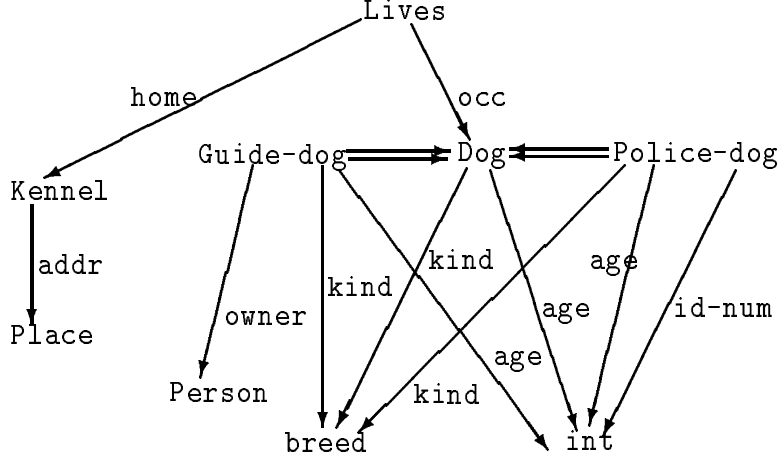 Lives
home
occ
Guide-dog
Dog
Police-dog
Kennel
addr
kind
kind
age
owner
age
id-num
Place
age
Person
kind
breed
int